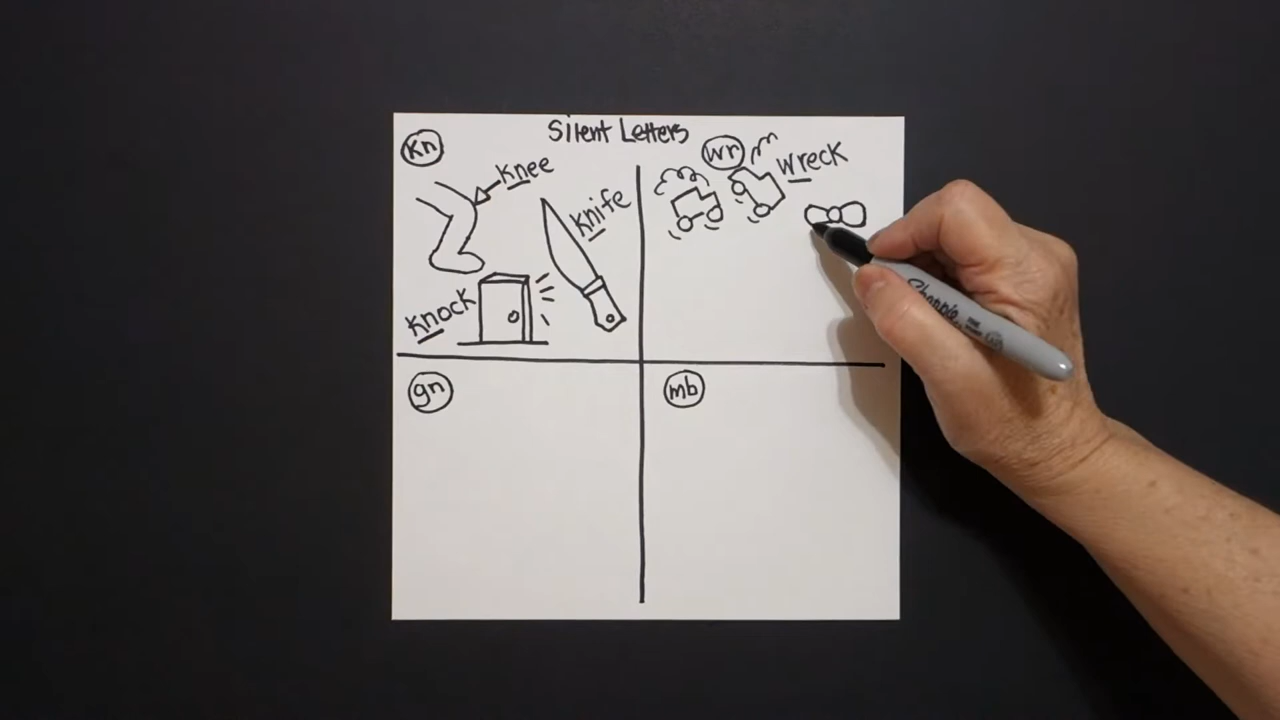 Silent Letters
kn
knee
knife
knock
wr
wreck
gn
mb
Sharpie